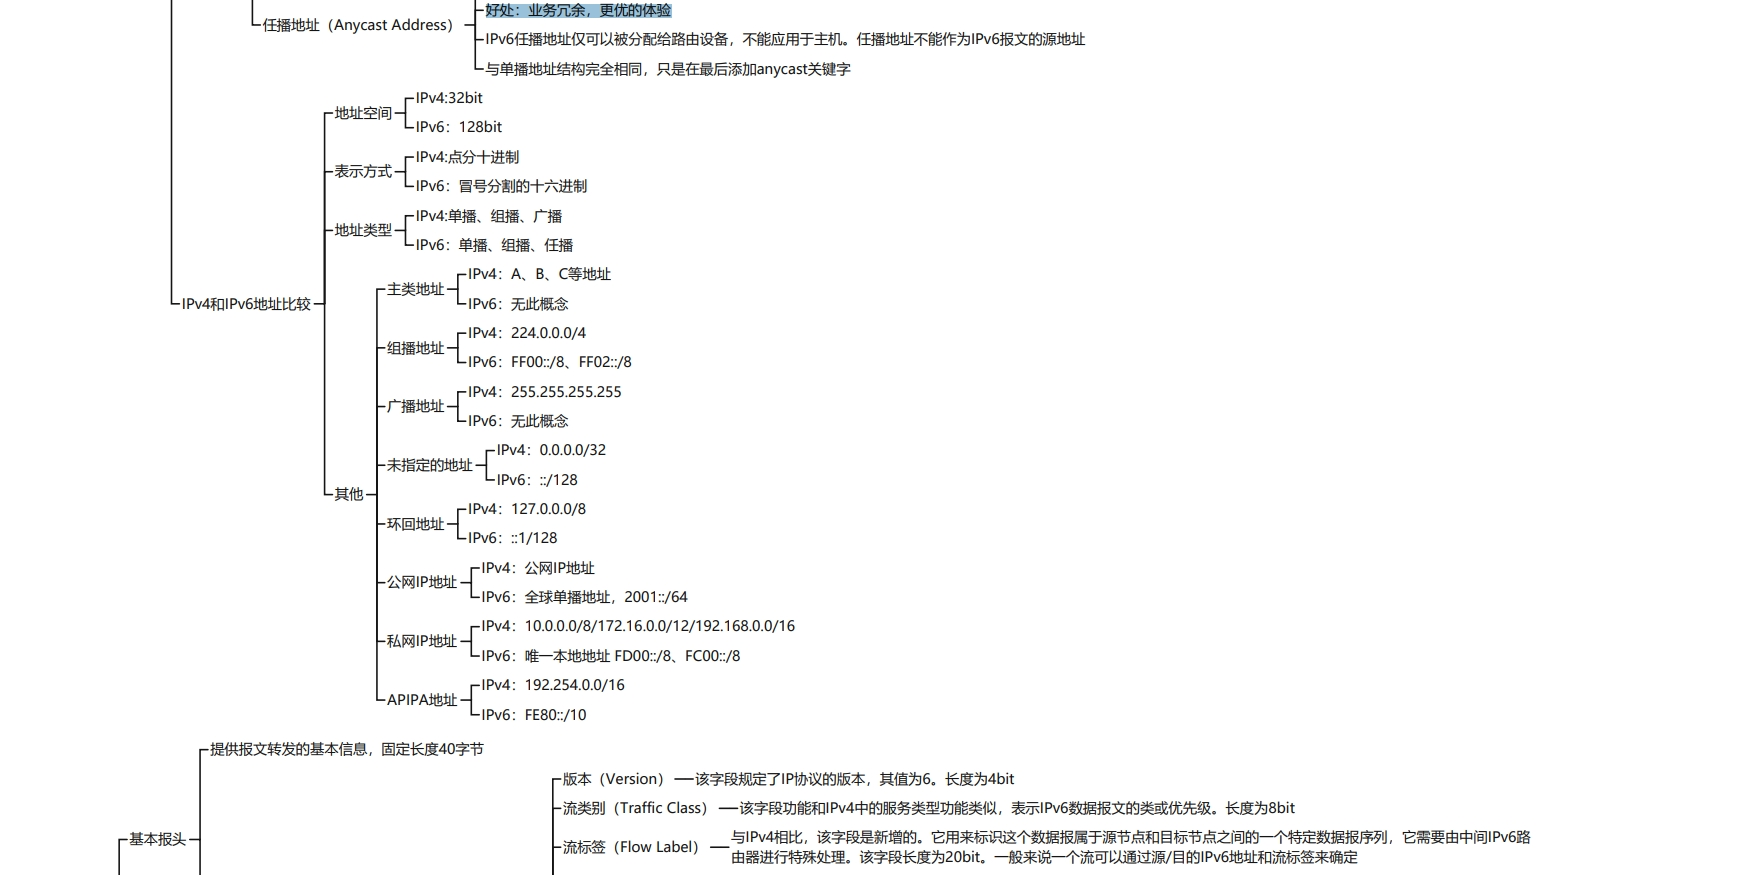 好处：业务冗余，更优的体验
任播地址（Anycast Address）
IPv6任播地址仅可以被分配给路由设备，不能应用于主机。任播地址不能作为IPv6报文的源地址
与单播地址结构完全相同，只是在最后添加anycast关键字
IPv4和IPv6地址比较
地址空间
IPv4:32bit
IPv6：128bit
表示方式
IPv4:点分十进制
IPv6：冒号分割的十六进制
地址类型
IPv4:单播、组播、广播
IPv6：单播、组播、任播
其他
主类地址
IPv4：A、B、C等地址
IPv6：无此概念
组播地址
IPv4：224.0.0.0/4
IPv6：FF00::/8、FF02::/8
广播地址
IPv4：255.255.255.255
IPv6：无此概念
未指定的地址
IPv4：0.0.0.0/32
IPv6：::/128
环回地址
IPv4：127.0.0.0/8
IPv6：::1/128
公网IP地址
IPv4：公网IP地址
IPv6：全球单播地址，2001::/64
私网IP地址
IPv4：10.0.0.0/8/172.16.0.0/12/192.168.0.0/16
IPv6：唯一本地地址 FD00::/8、FC00::/8
APIPA地址
IPv4：192.254.0.0/16
IPv6：FE80::/10
基本报头
提供报文转发的基本信息，固定长度40字节
版本（Version）
该字段规定了IP协议的版本，其值为6。长度为4bit
流类别（Traffic Class）
该字段功能和IPv4中的服务类型功能类似，表示IPv6数据报文的类或优先级。长度为8bit
流标签（Flow Label）
与IPv4相比，该字段是新增的。它用来标识这个数据报属于源节点和目标节点之间的一个特定数据报序列，它需要由中间IPv6路
由器进行特殊处理。该字段长度为20bit。一般来说一个流可以通过源/目的IPv6地址和流标签来确定